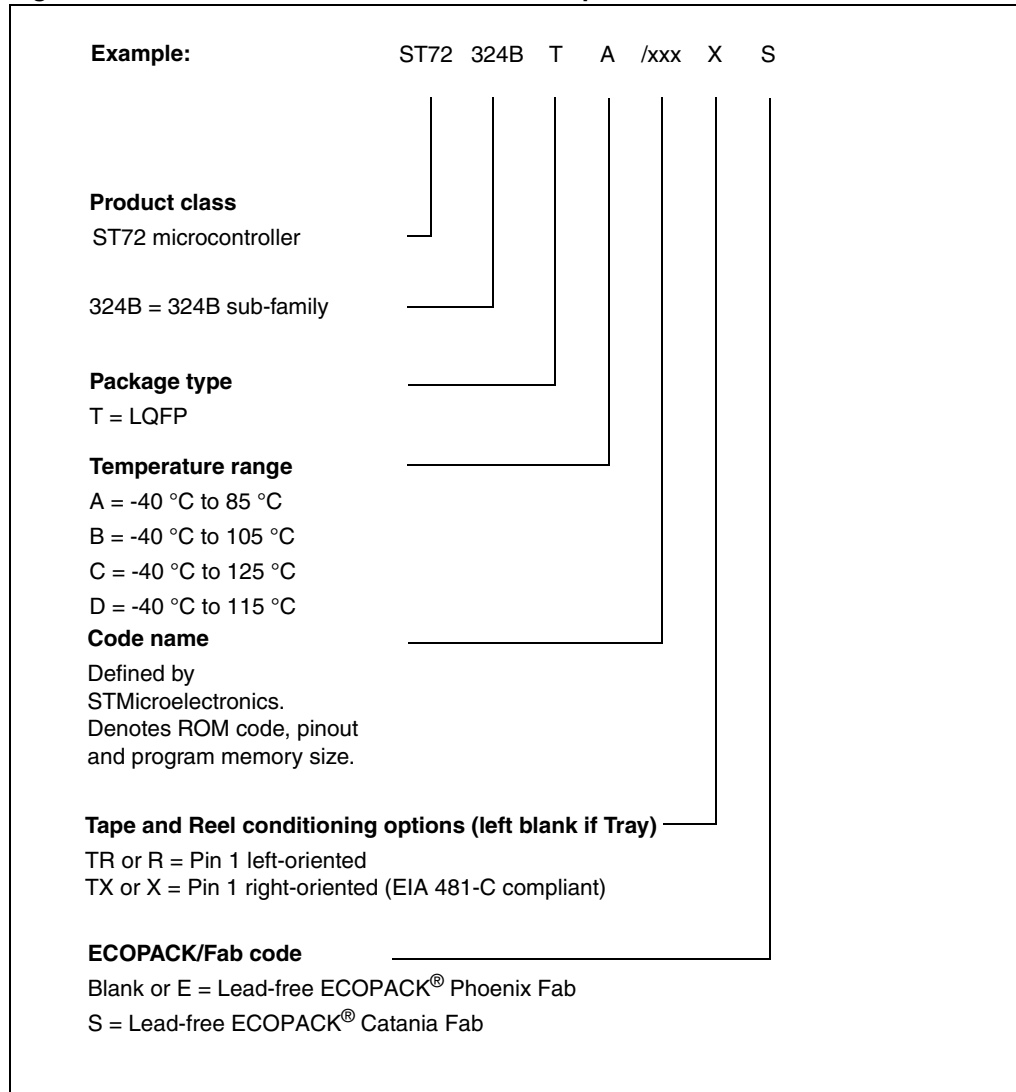 Example: ST72 324B T A /xxx X S
Product class
ST72 microcontroller
324B = 324B sub-family
Package type
T = LQFP
Temperature range
A = -40 °C to 85 °C
B = -40 °C to 105 °C
C = -40 °C to 125 °C
D = -40 °C to 115 °C
Code name
Defined by
STMicroelectronics.
Denotes ROM code, pinout
and program memory size.
Tape and Reel conditioning options (left blank if Tray)
TR or R = Pin 1 left-oriented
TX or X = Pin 1 right-oriented (EIA 481-C compliant)
ECOPACK/Fab code
Blank or E = Lead-free ECOPACK® Phoenix Fab
S = Lead-free ECOPACK® Catania Fab